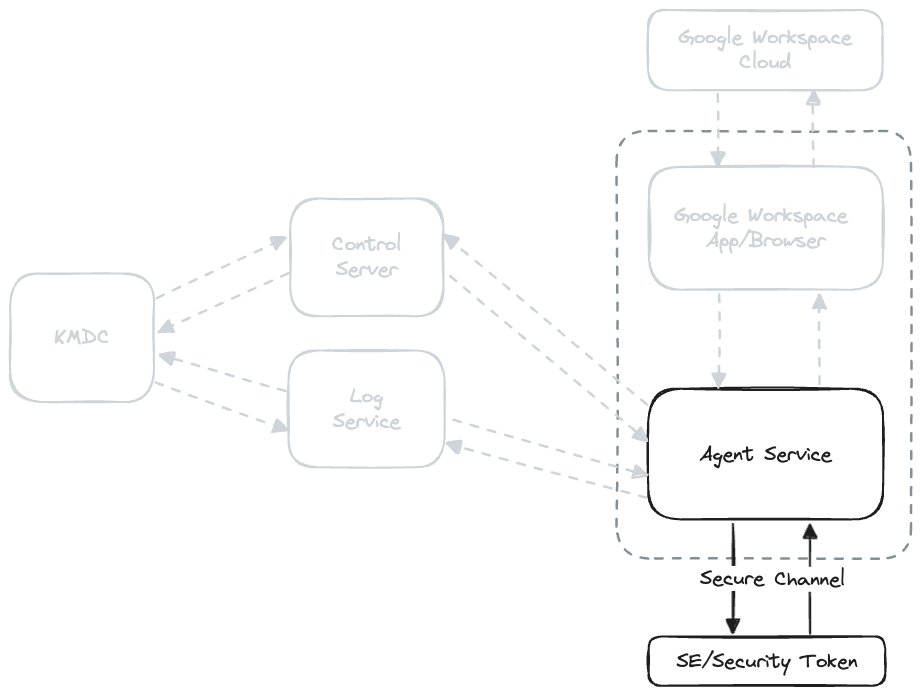 Google Workspace
Cloud
Google Workspace
App/Browser
Control
Server
KMDC
Log
Service
Agent Service
Secure Channel
SE/Security Token